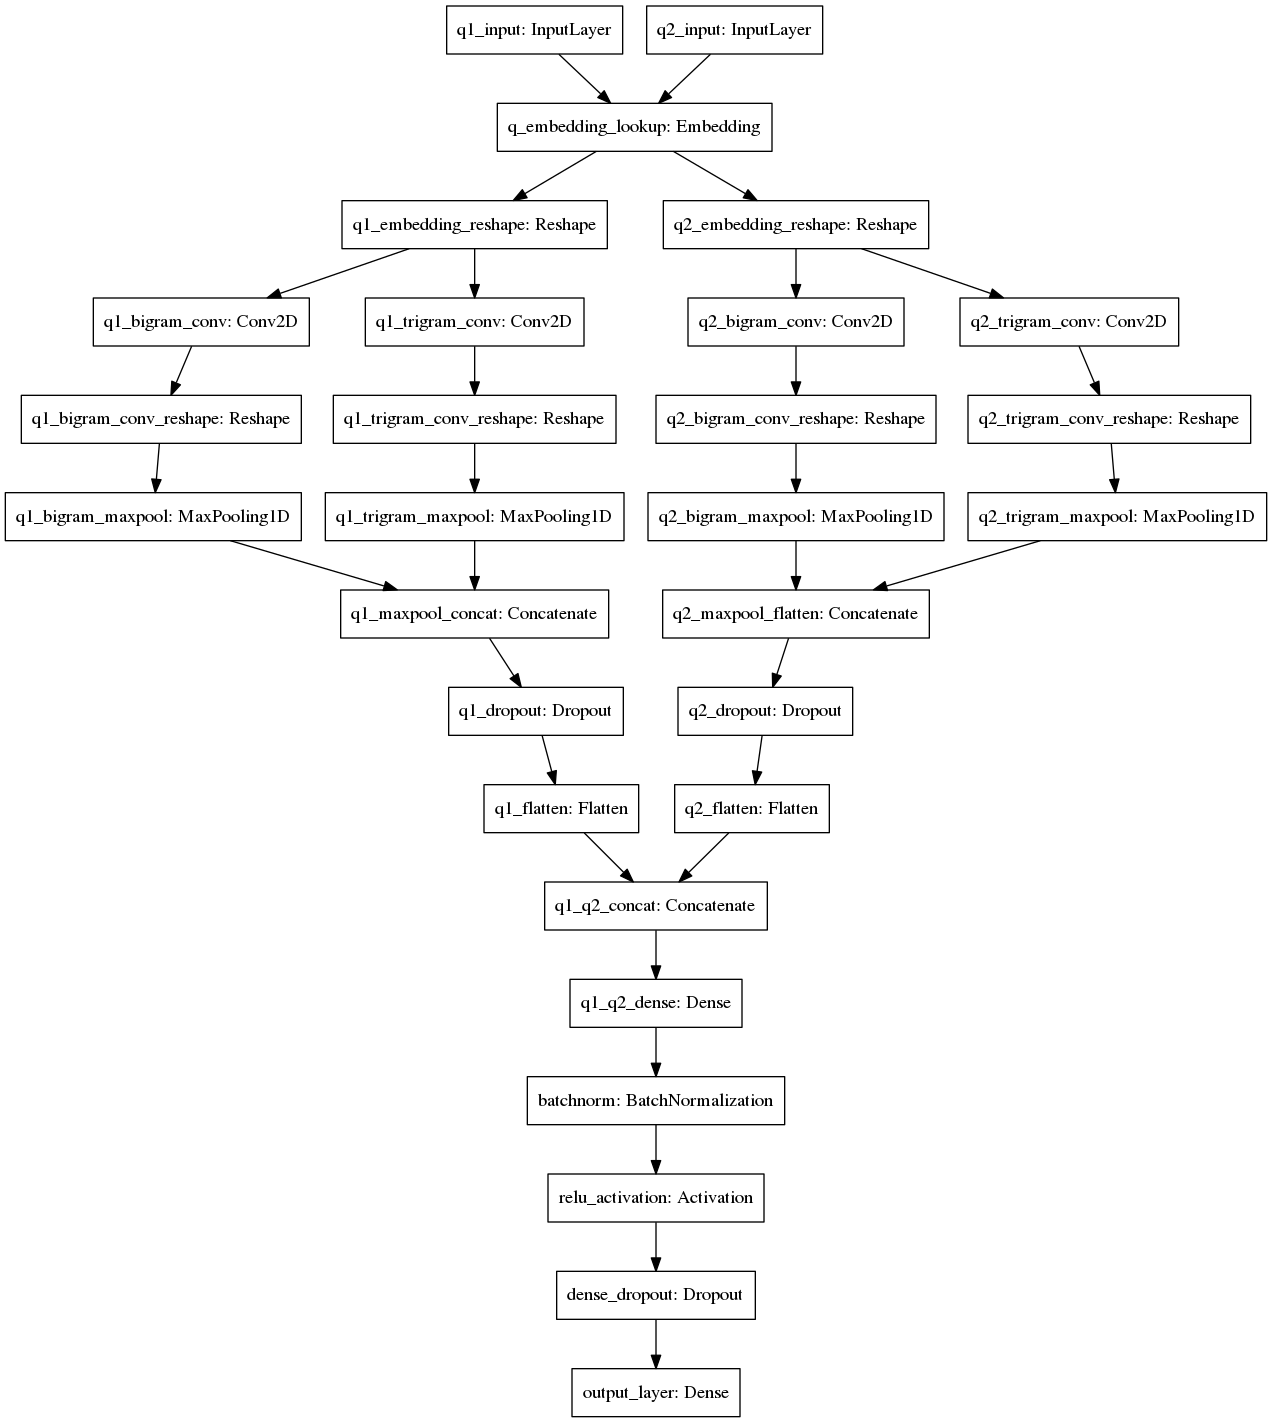 q1_input: InputLayer
q2_input: InputLayer
q_embedding_lookup: Embedding
q1_embedding_reshape: Reshape
q2_embedding_reshape: Reshape
q1_bigram_conv: Conv2D
q1_trigram_conv: Conv2D
q2_bigram_conv: Conv2D
q2_trigram_conv: Conv2D
q1_bigram_conv_reshape: Reshape
q1_trigram_conv_reshape: Reshape
q2_bigram_conv_reshape: Reshape
q2_trigram_conv_reshape: Reshape
q1_bigram_maxpool: MaxPooling1D
q1_trigram_maxpool: MaxPooling1D
q2_bigram_maxpool: MaxPooling1D
q2_trigram_maxpool: MaxPooling1D
q1_maxpool_concat: Concatenate
q2_maxpool_flatten: Concatenate
q1_dropout: Dropout
q2_dropout: Dropout
q1_flatten: Flatten
q2_flatten: Flatten
q1_q2_concat: Concatenate
q1_q2_dense: Dense
batchnorm: BatchNormalization
relu_activation: Activation
dense_dropout: Dropout
output_layer: Dense